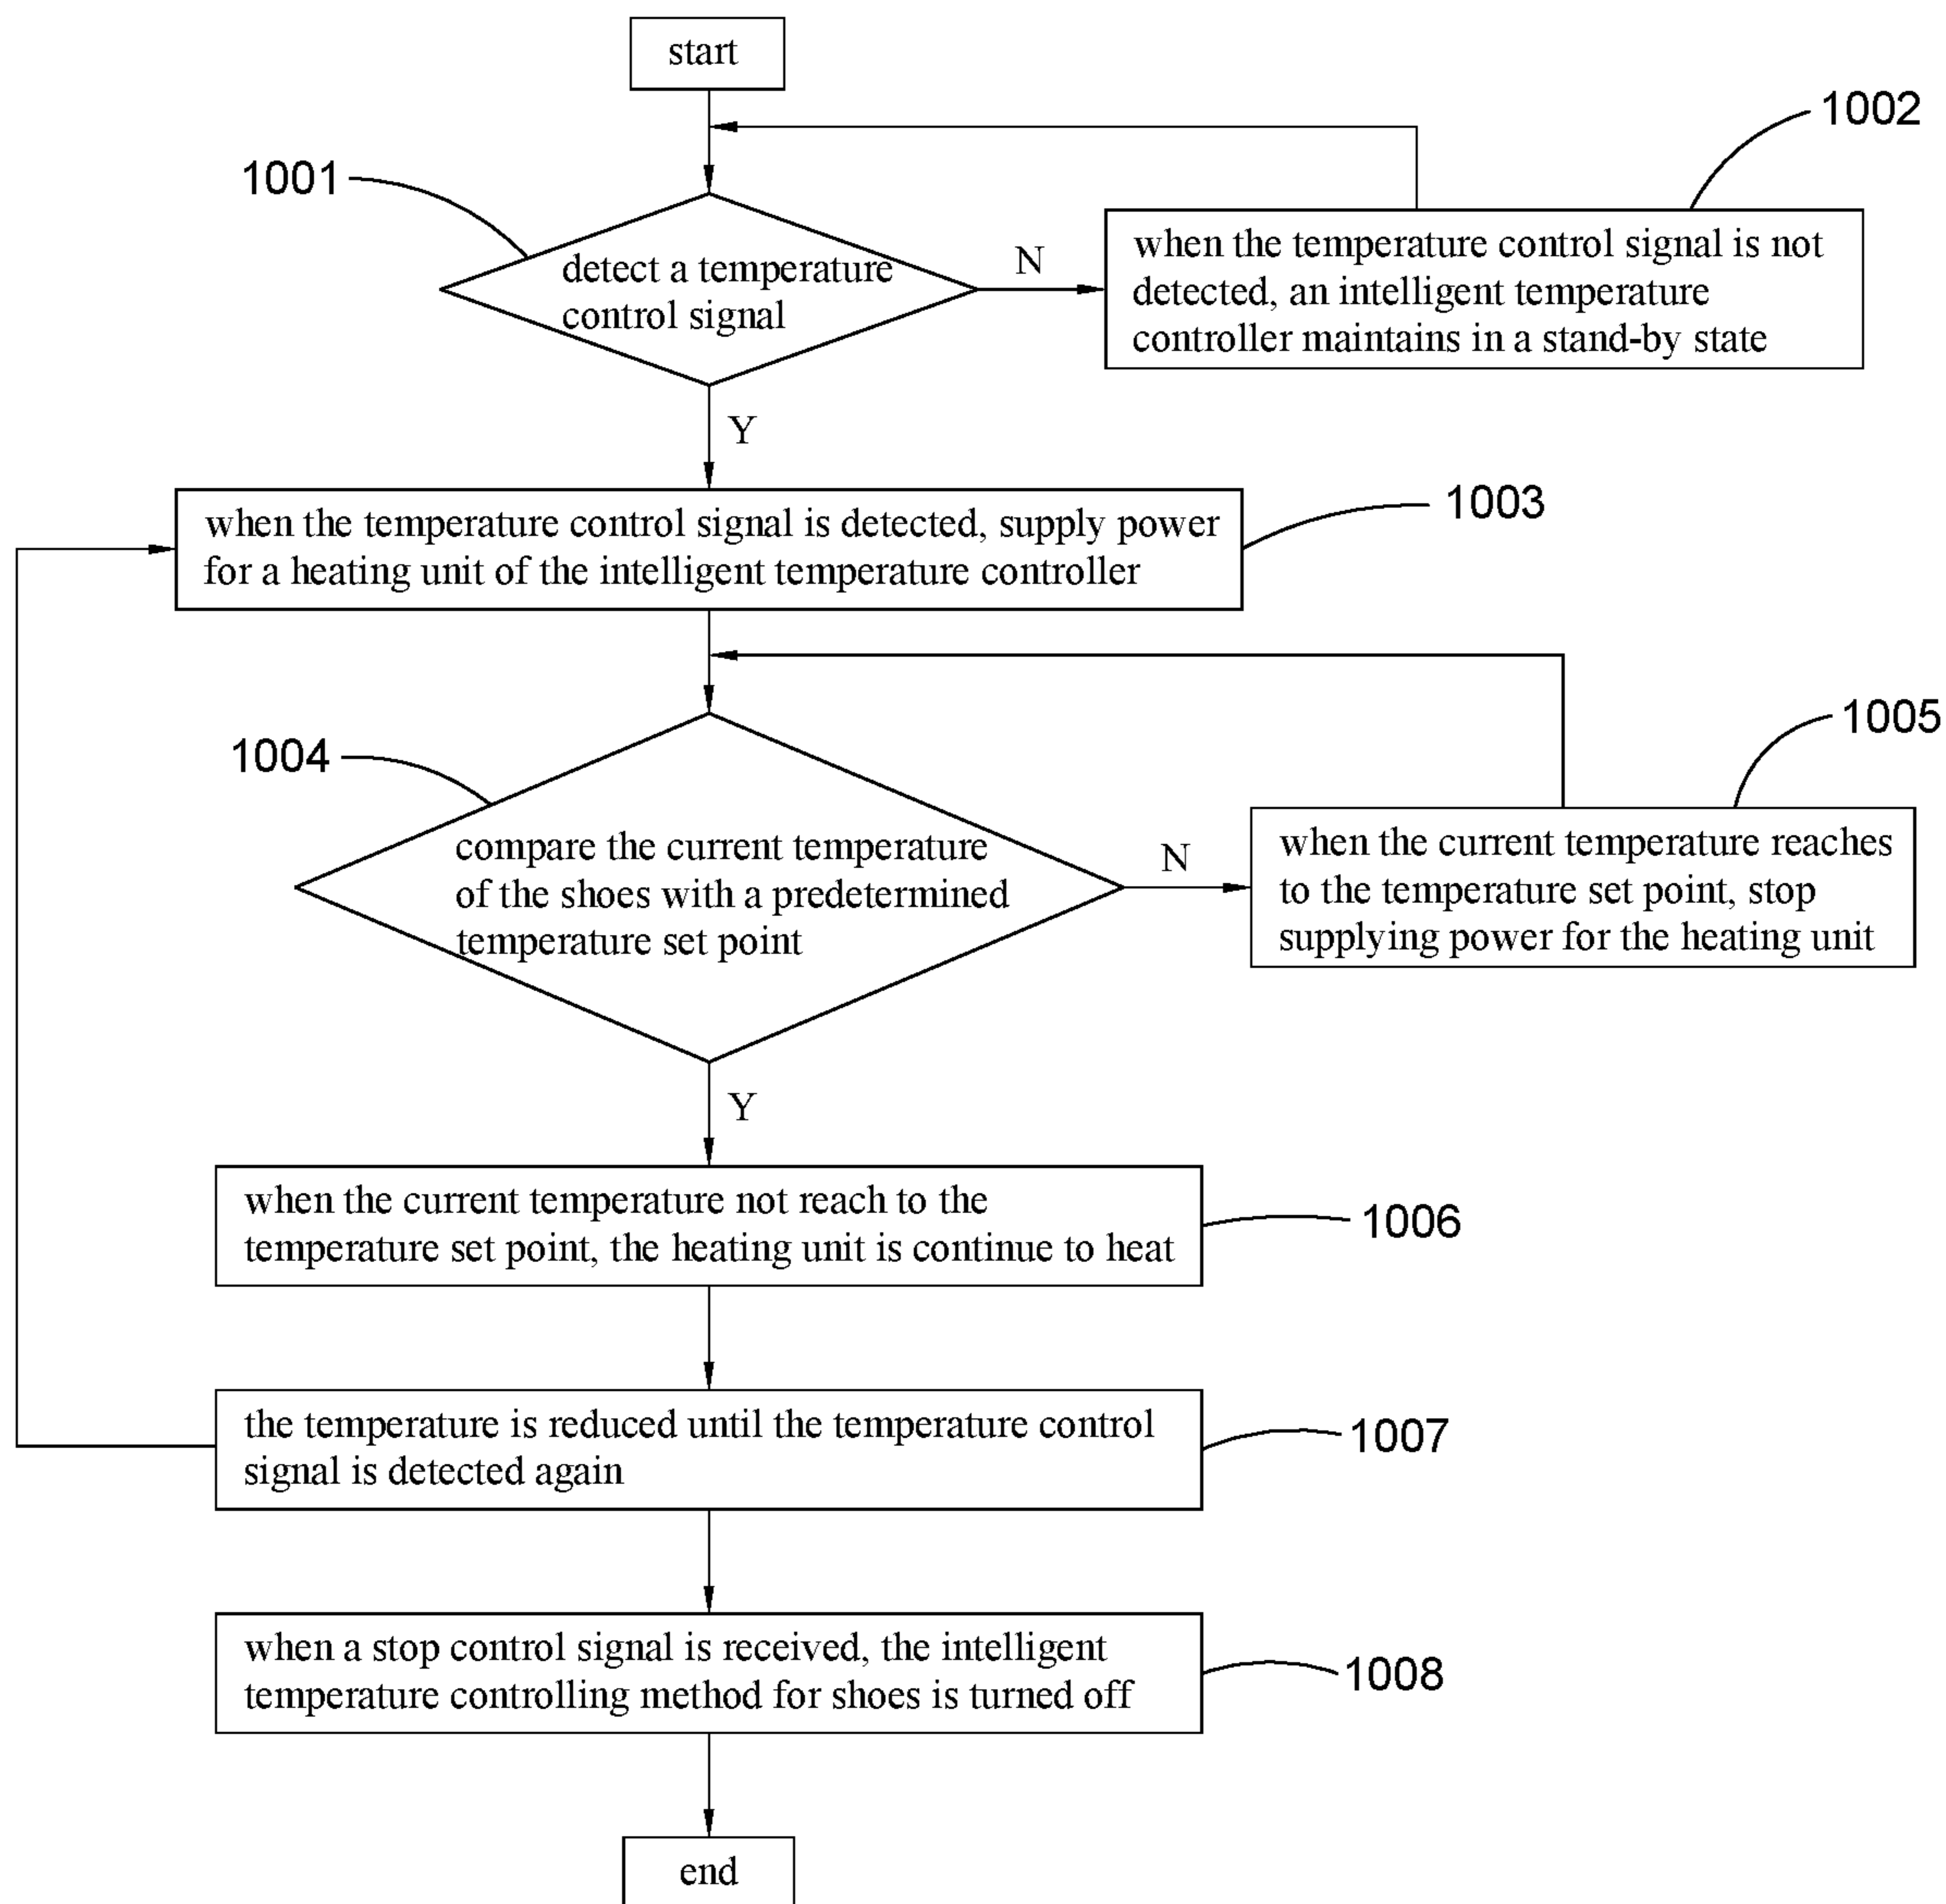 start
1002
1001
detect a temperature
control signal
N
when the temperature control signal is not
detected, an intelligent temperature
controller maintains in a stand-by state
Y
1003
when the temperature control signal is detected, supply power
for a heating unit of the intelligent temperature controller
1005
1004
compare the current temperature
of the shoes with a predetermined
temperature set point
N
when the current temperature reaches
to the temperature set point, stop
supplying power for the heating unit
Y
when the current temperature not reach to the
temperature set point, the heating unit is continue to heat
1006
the temperature is reduced until the temperature control
signal is detected again
1007
when a stop control signal is received, the intelligent
temperature controlling method for shoes is turned off
1008
end